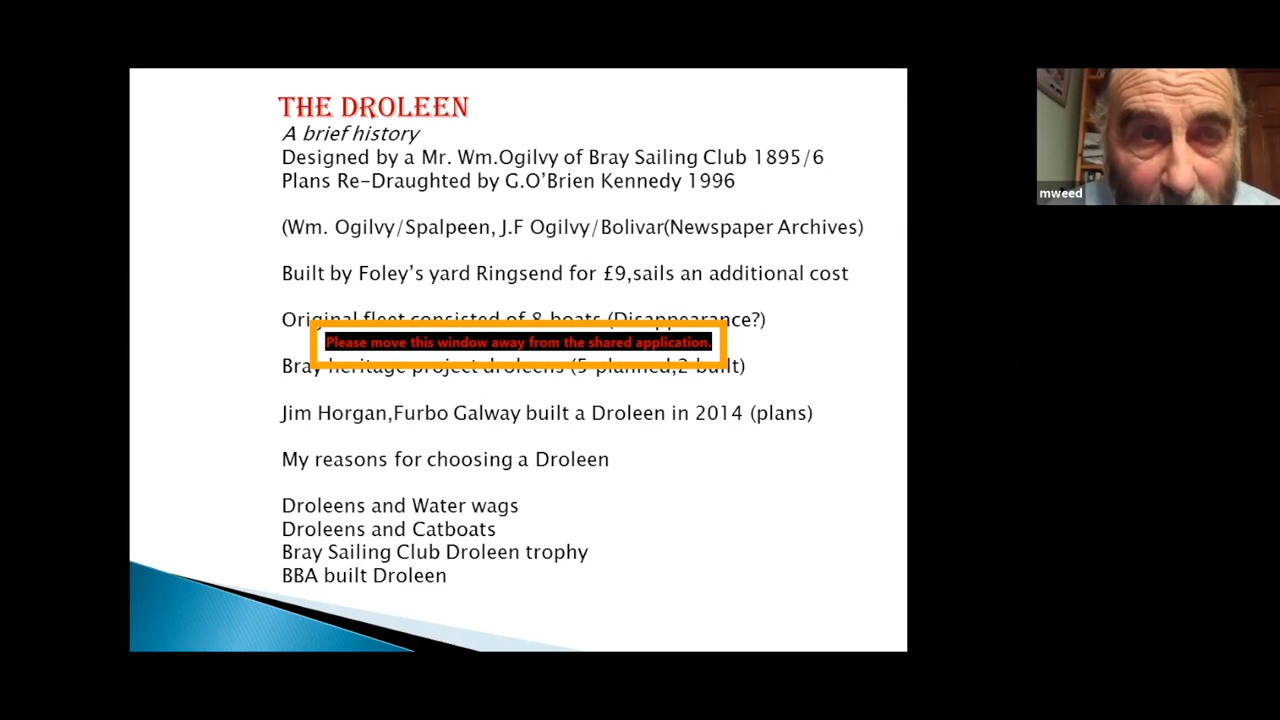 THE DROLEEN
A brief history
Designed by a Mr. Wm.Ogilvy of Bray Sailing Club 1895/6
Plans Re-Draughted by G.O'Brien Kennedy 1996
(Wm. Ogilvy/Spalpeen, J.F Ogilvy/Bolivar(Newspaper Archives)
Built by Foley's yard Ringsend for £9,sails an additional cost
Original fleet consisted of 8 boats (Disappearance?)
Please move this window away from the shared application.
Bray heritage project droleens (5 planned,2 built)
Jim Horgan,Furbo Galway built a Droleen in 2014 (plans)
My reasons for choosing a Droleen
Droleens and Water wags
Droleens and Catboats
Bray Sailing Club Droleen trophy
BBA built Droleen
mweed